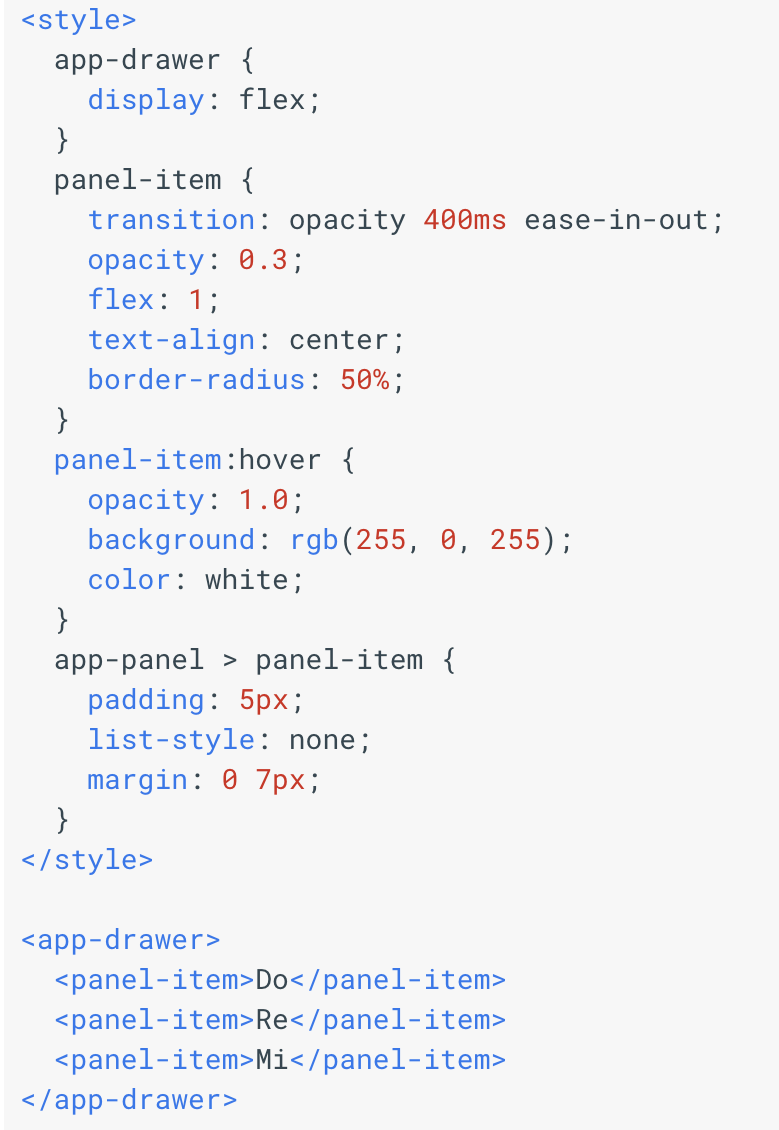 <style>
  app-drawer {
    display: flex;
  }
  panel-item {
    transition: opacity 400ms ease-in-out;
    opacity: 0.3;
    flex: 1;
    text-align: center;
    border-radius: 50%;
  }
  panel-item:hover {
    opacity: 1.0;
    background: rgb(255, 0, 255);
    color: white;
  }
  app-panel > panel-item {
    padding: 5px;
    list-style: none;
    margin: 0 7px;
  }
</style>

<app-drawer>
  <panel-item>Do</panel-item>
  <panel-item>Re</panel-item>
  <panel-item>Mi</panel-item>
</app-drawer>